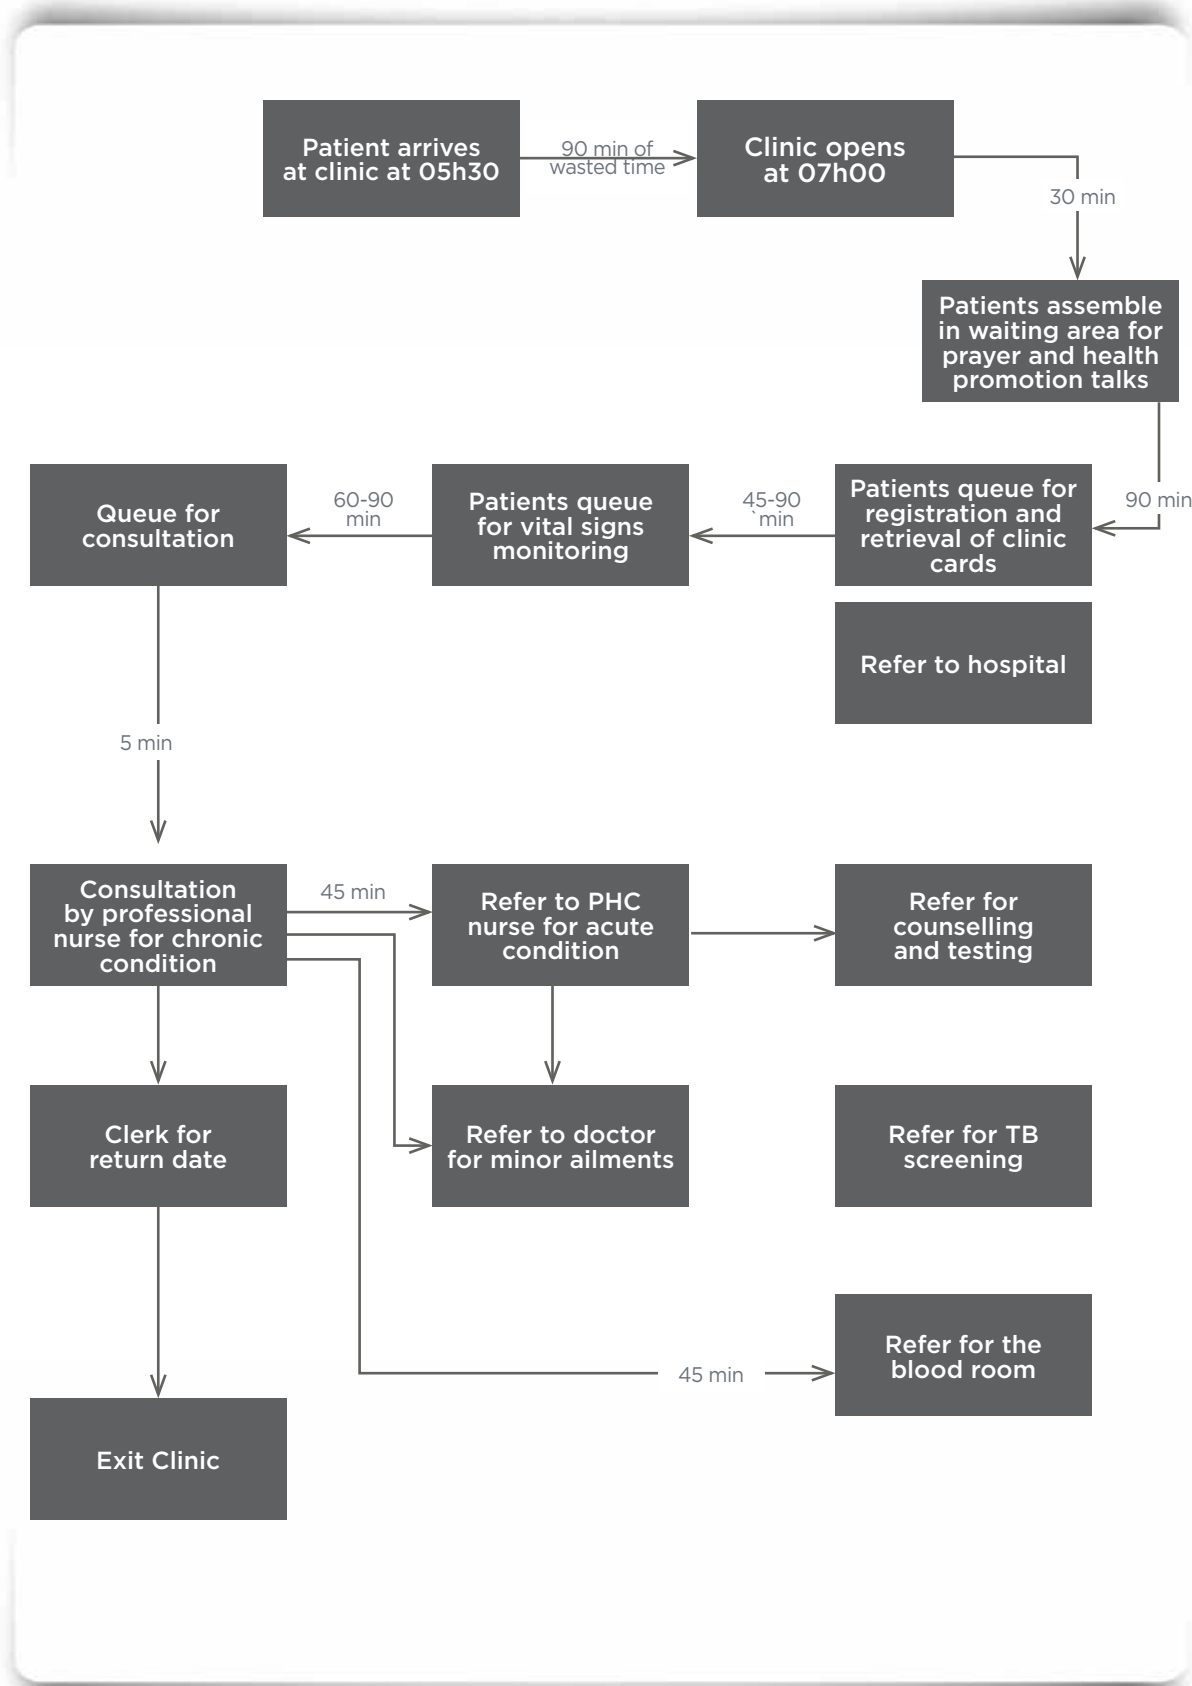 Patient arrives
at clinic at 05h30
90 min of
wasted time
Clinic opens
at 07h00
30 min
Patients assemble
in waiting area for
prayer and health
promotion talks
90 min
Patients queue for
registration and
retrieval of clinic
cards
45-90
`min
Patients queue
for vital signs
monitoring
60-90
min
Queue for
consultation
Refer to hospital
5 min
Consultation
by professional
nurse for chronic
condition
45 min
Refer to PHC
nurse for acute
condition
Refer for
counselling
and testing
Clerk for
return date
Refer to doctor
for minor ailments
Refer for TB
screening
Refer for the
blood room
45 min
Exit Clinic